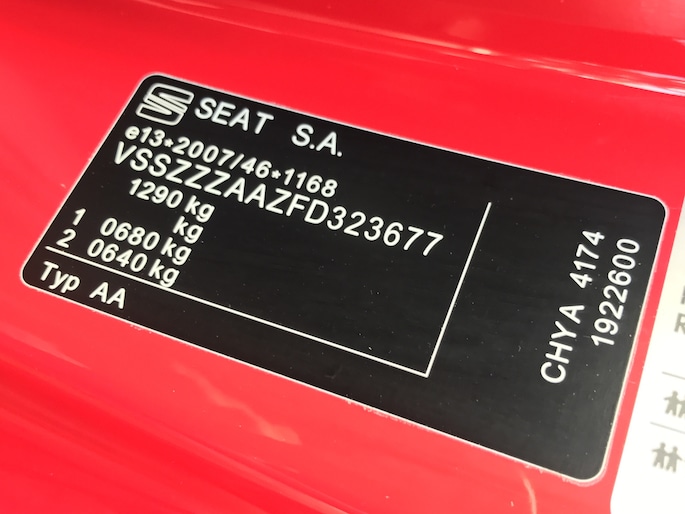 SEAT S.A.
e13*2007/46*1168
VSSZZZAAZFD323677
1290 kg
kg
1 0680 kg
2 0640 kg
Typ AA
CHYA 4174
1922600